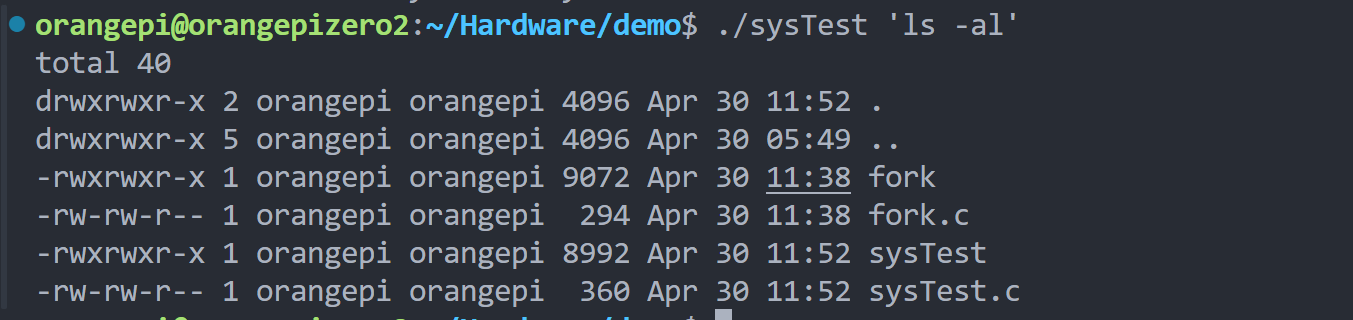 orangepi@orangepizero2:~/Hardware/demo$ ./sysTest 'ls -al'
total 40
drwxrwxr-x 2 orangepi orangepi 4096 Apr 30 11:52 .
drwxrwxr-x 5 orangepi orangepi 4096 Apr 30 05:49 ..
-rwxrwxr-x 1 orangepi orangepi 9072 Apr 30 11:38 fork
-rw-rw-r-- 1 orangepi orangepi  294 Apr 30 11:38 fork.c
-rwxrwxr-x 1 orangepi orangepi 8992 Apr 30 11:52 sysTest
-rw-rw-r-- 1 orangepi orangepi  360 Apr 30 11:52 sysTest.c